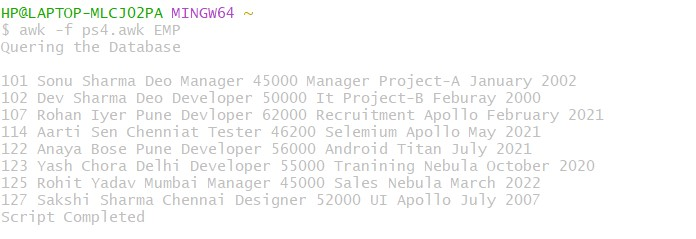 HP@LAPTOP-MLCJO2PA MINGW64 ~
$ awk -f ps4.awk EMP
Quering the Database
101 Sonu Sharma Deo Manager 45000 Manager Project-A January 2002
102 Dev Sharma Deo Developer 50000 It Project-B Feburay 2000
107 Rohan Iyer Pune Devloper 62000 Recruitment Apollo February 2021
114 Aarti Sen Chenniat Tester 46200 Selemium Apollo May 2021
122 Anaya Bose Pune Developer 56000 Android Titan July 2021
123 Yash Chora Delhi Developer 55000 Tranining Nebula October 2020
125 Rohit Yadav Mumbai Manager 45000 Sales Nebula March 2022
127 Sakshi Sharma Chennai Designer 52000 UI Apollo July 2007
Script Completed